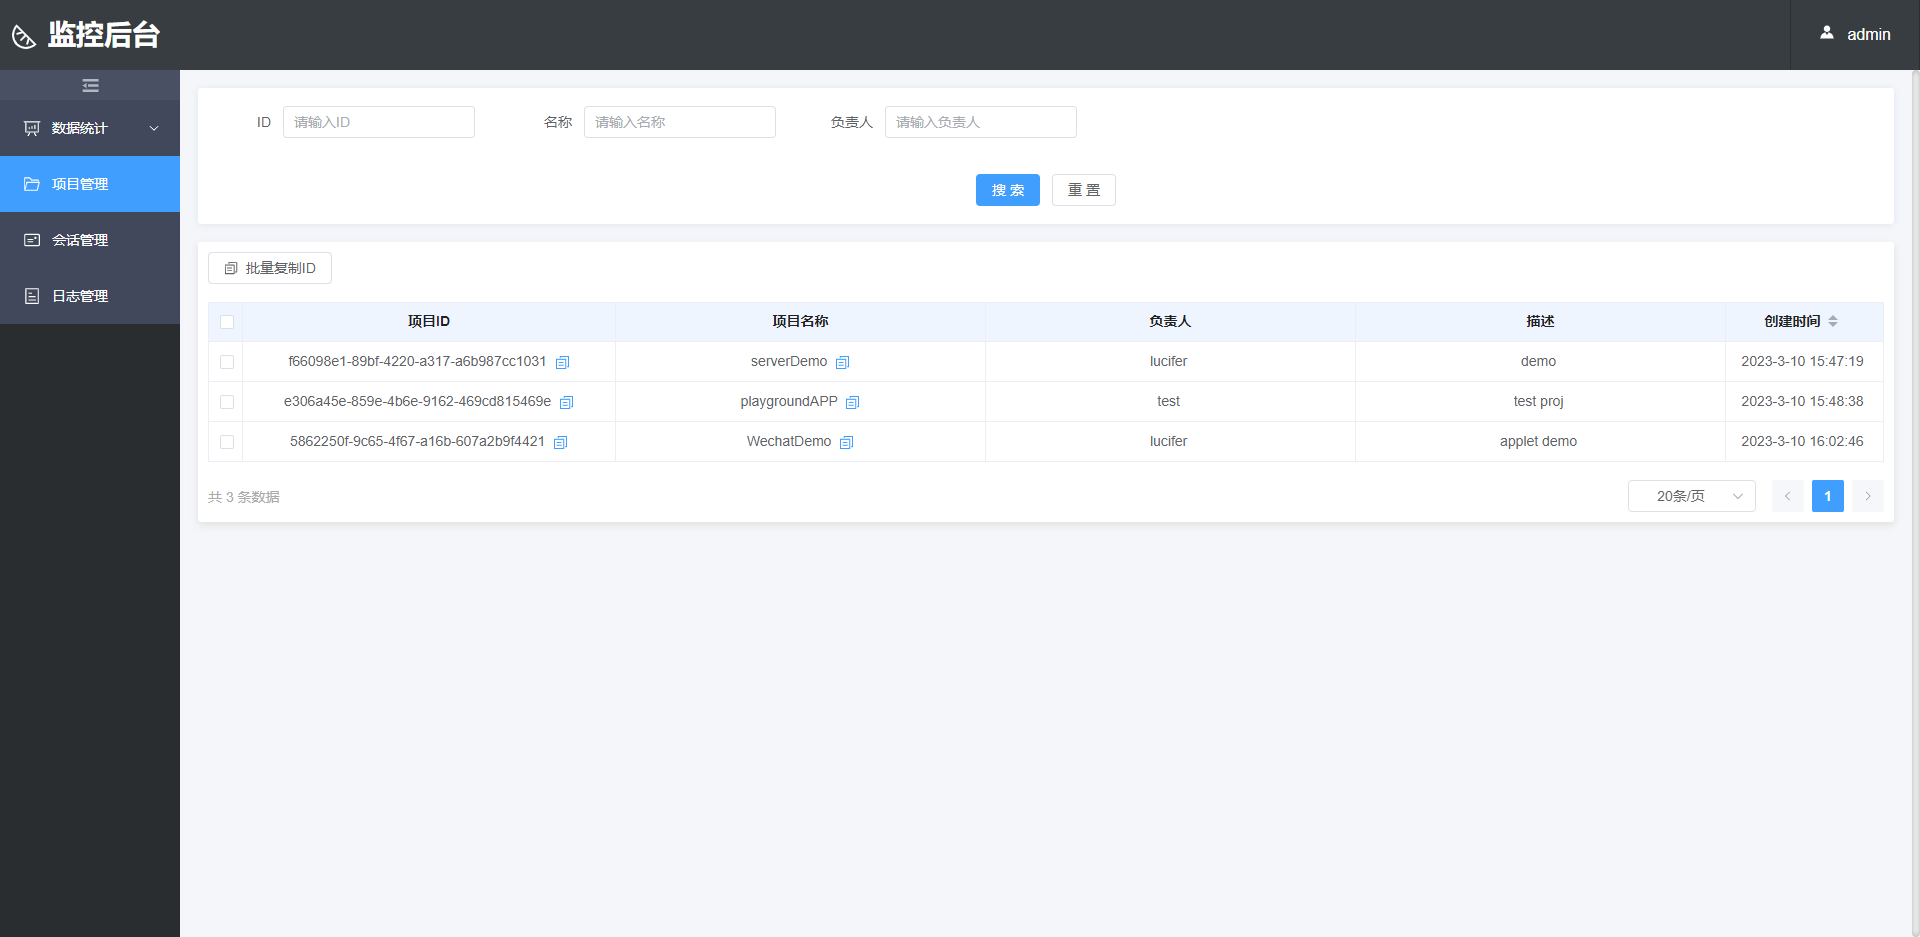 监控后台
admin
数据统计
项目管理
会话管理
日志管理
ID 请输入ID 名称 请输入名称 负责人 请输入负责人
搜 索 重 置
批量复制ID
项目ID 项目名称 负责人 描述 创建时间
f66098e1-89bf-4220-a317-a6b987cc1031 serverDemo lucifer demo 2023-3-10 15:47:19
e306a45e-859e-4b6e-9162-469cd815469e playgroundAPP test test proj 2023-3-10 15:48:38
5862250f-9c65-4f67-a16b-607a2b9f4421 WechatDemo lucifer applet demo 2023-3-10 16:02:46
共 3 条数据 20条/页 1